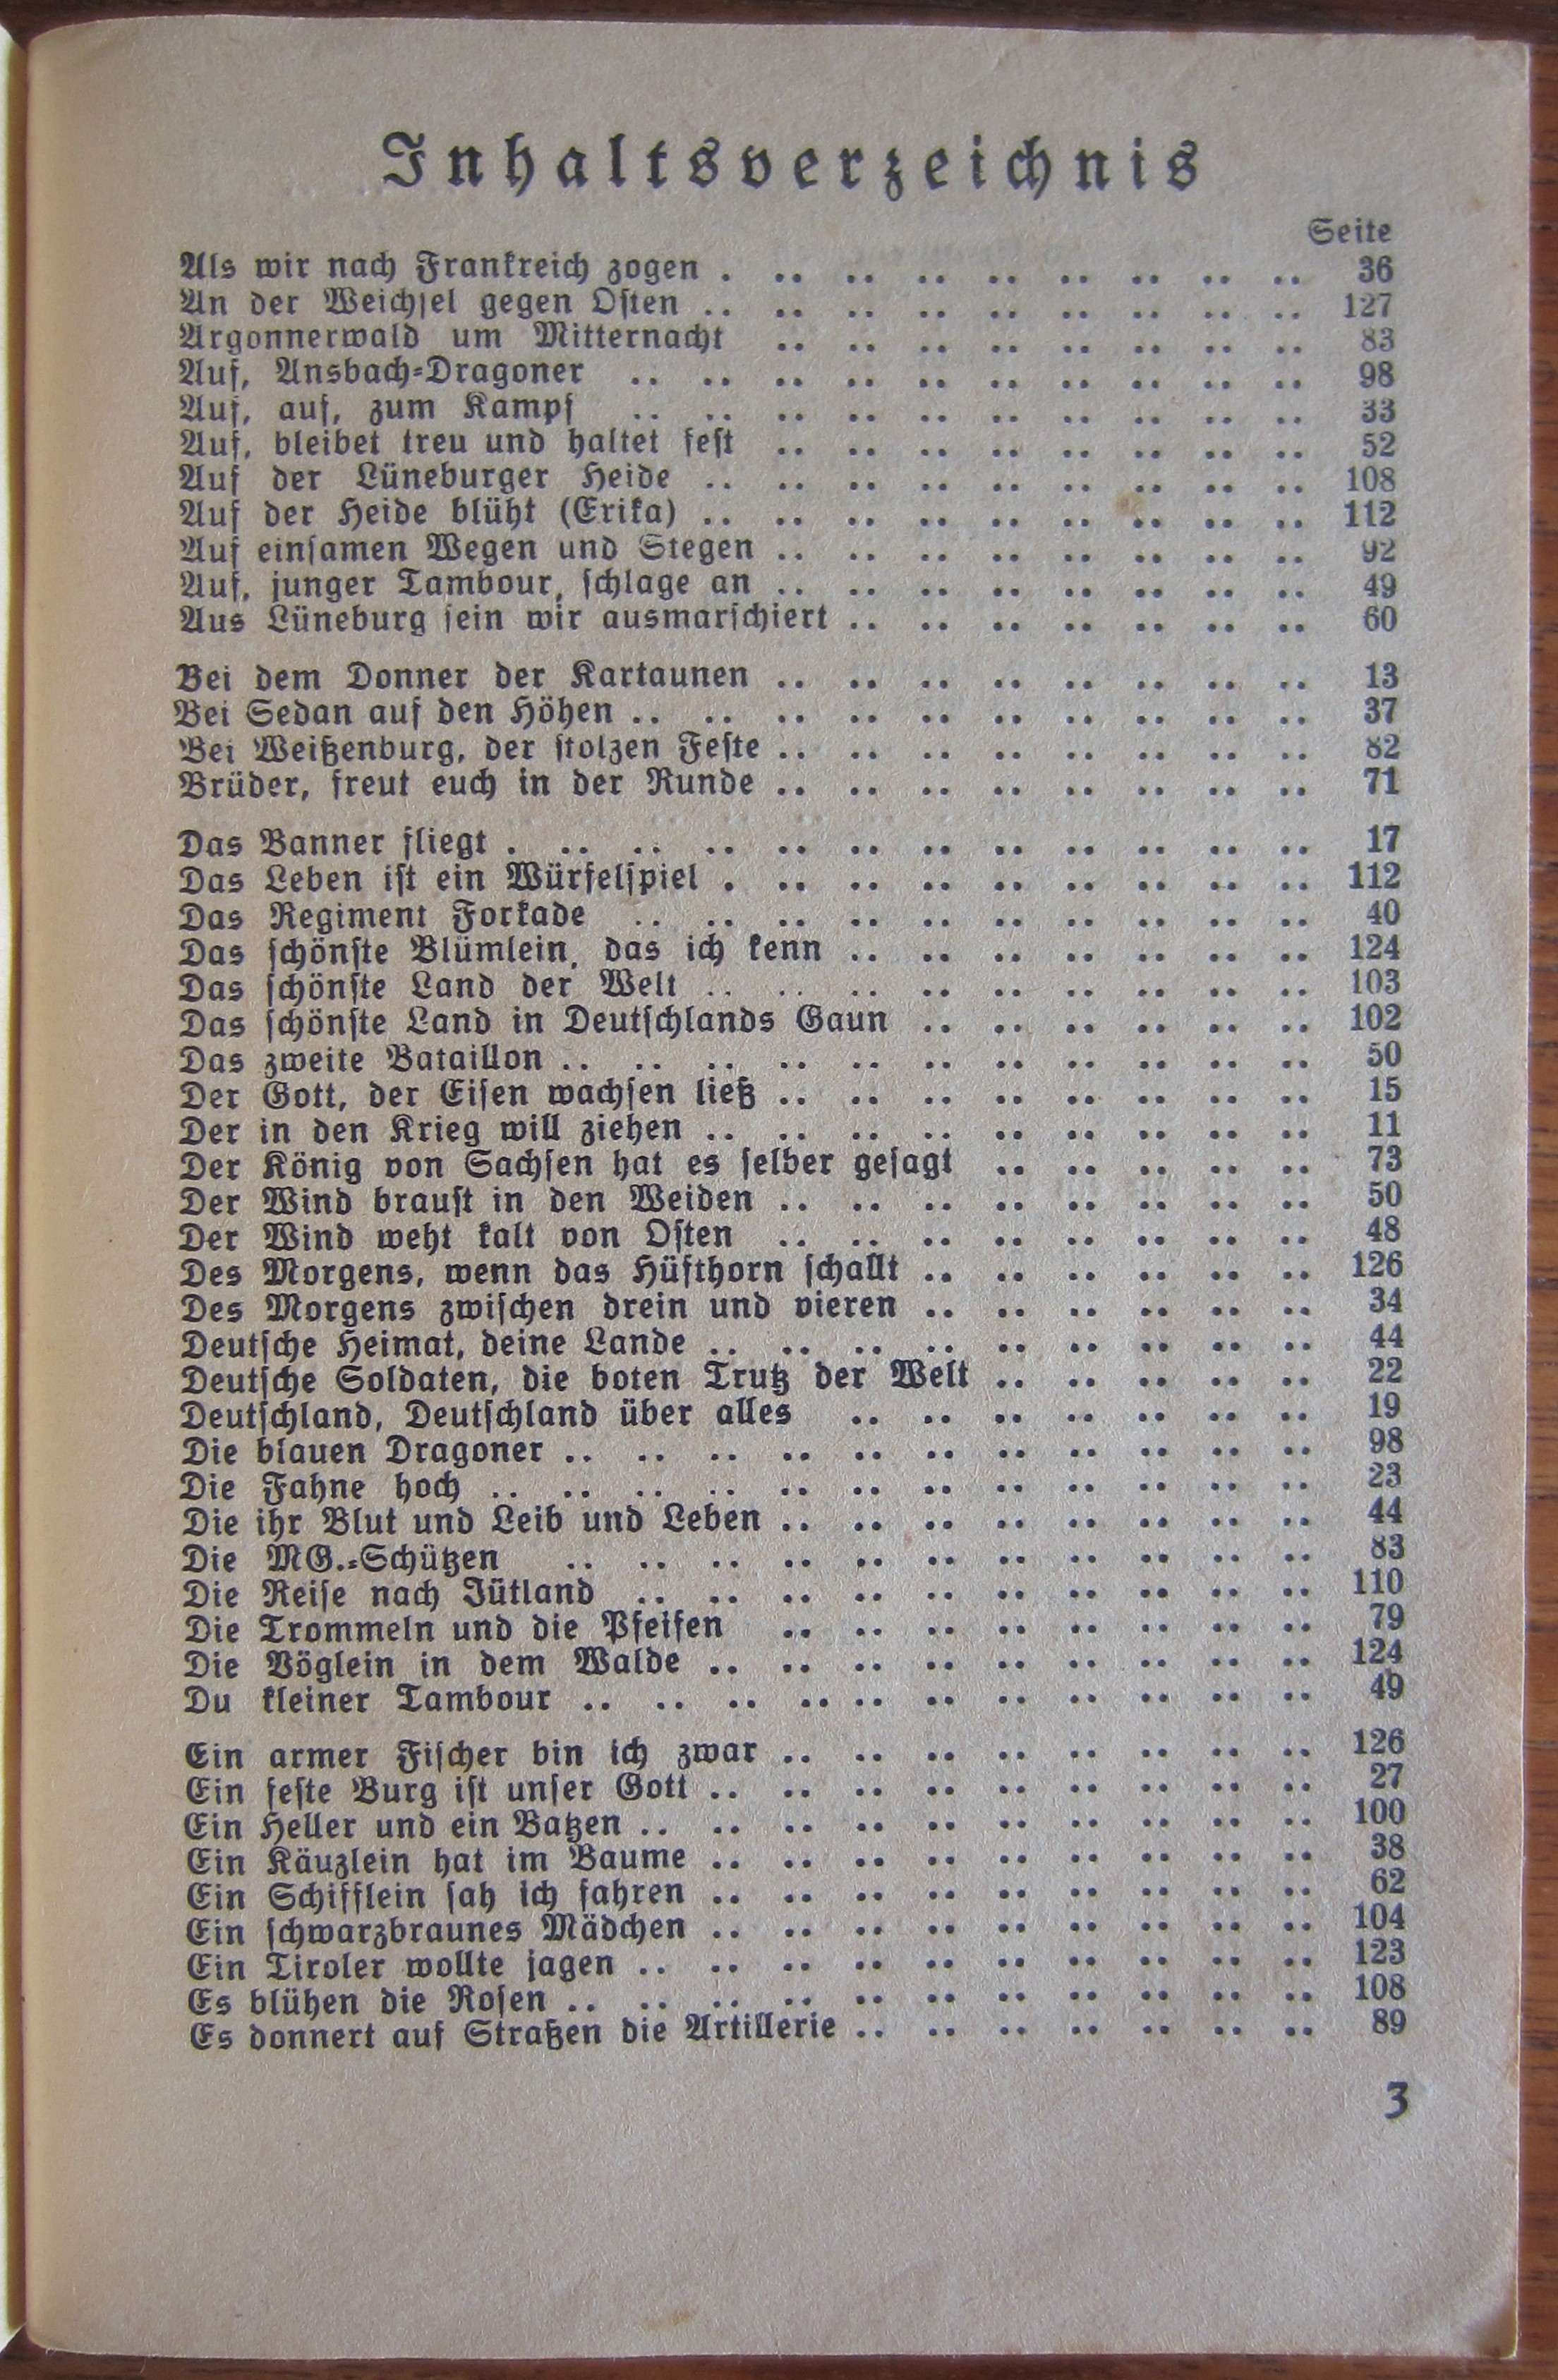 Inhaltsverzeichnis
Seite
Als wir nach Frankreich zogen . .. .. .. .. .. .. .. .. 36
An der Weichsel gegen Osten .. .. .. .. .. .. .. .. .. 127
Argonnerwald um Mitternacht .. .. .. .. .. .. .. .. 83
Auf, Ansbach-Dragoner .. .. .. .. .. .. .. .. .. .. 98
Auf, auf, zum Kampf .. .. .. .. .. .. .. .. .. .. 33
Auf, bleibet treu und haltet fest .. .. .. .. .. .. .. .. 52
Auf der Lüneburger Heide .. .. .. .. .. .. .. .. .. 108
Auf der Heide blüht (Erika) .. .. .. .. .. .. .. .. .. 112
Auf einsamen Wegen und Stegen .. .. .. .. .. .. .. .. 92
Auf, junger Tambour, schlage an .. .. .. .. .. .. .. .. 49
Aus Lüneburg sein wir ausmarschiert .. .. .. .. .. .. .. 60
Bei dem Donner der Kartaunen .. .. .. .. .. .. .. .. 13
Bei Sedan auf den Höhen .. .. .. .. .. .. .. .. .. .. 37
Bei Weißenburg, der stolzen Feste .. .. .. .. .. .. .. .. 82
Brüder, freut euch in der Runde .. .. .. .. .. .. .. .. 71
Das Banner fliegt . .. .. .. .. .. .. .. .. .. .. .. 17
Das Leben ist ein Würfelspiel . .. .. .. .. .. .. .. .. 112
Das Regiment Forkade .. .. .. .. .. .. .. .. .. .. 40
Das schönste Blümlein, das ich kenn .. .. .. .. .. .. .. 124
Das schönste Land der Welt .. .. .. .. .. .. .. .. .. 103
Das schönste Land in Deutschlands Gaun .. .. .. .. .. .. 102
Das zweite Bataillon .. .. .. .. .. .. .. .. .. .. .. 50
Der Gott, der Eisen wachsen ließ .. .. .. .. .. .. .. .. 15
Der in den Krieg will ziehen .. .. .. .. .. .. .. .. .. 11
Der König von Sachsen hat es selber gesagt .. .. .. .. .. 73
Der Wind braust in den Weiden .. .. .. .. .. .. .. .. 50
Der Wind weht kalt von Osten .. .. .. .. .. .. .. .. 48
Des Morgens, wenn das Hüfthorn schallt .. .. .. .. .. .. 126
Des Morgens zwischen drein und vieren .. .. .. .. .. .. 34
Deutsche Heimat, deine Lande .. .. .. .. .. .. .. .. .. 44
Deutsche Soldaten, die boten Trutz der Welt .. .. .. .. .. 22
Deutschland, Deutschland über alles .. .. .. .. .. .. .. 19
Die blauen Dragoner .. .. .. .. .. .. .. .. .. .. .. 98
Die Fahne hoch .. .. .. .. .. .. .. .. .. .. .. .. 23
Die ihr Blut und Leib und Leben .. .. .. .. .. .. .. .. 44
Die MG.-Schützen .. .. .. .. .. .. .. .. .. .. .. 83
Die Reise nach Jütland .. .. .. .. .. .. .. .. .. .. 110
Die Trommeln und die Pfeifen .. .. .. .. .. .. .. .. 79
Die Vöglein in dem Walde .. .. .. .. .. .. .. .. .. 124
Du kleiner Tambour .. .. .. .. .. .. .. .. .. .. .. 49
Ein armer Fischer bin ich zwar .. .. .. .. .. .. .. .. 126
Ein feste Burg ist unser Gott .. .. .. .. .. .. .. .. .. 27
Ein Heller und ein Batzen .. .. .. .. .. .. .. .. .. .. 100
Ein Käuzlein hat im Baume .. .. .. .. .. .. .. .. .. 38
Ein Schifflein sah ich fahren .. .. .. .. .. .. .. .. .. 62
Ein schwarzbraunes Mädchen .. .. .. .. .. .. .. .. .. 104
Ein Tiroler wollte jagen .. .. .. .. .. .. .. .. .. .. 123
Es blühen die Rosen .. .. .. .. .. .. .. .. .. .. .. 108
Es donnert auf Straßen die Artillerie .. .. .. .. .. .. .. 89
3